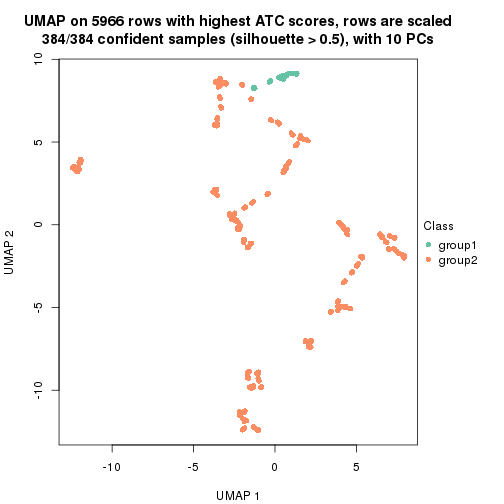 UMAP on 5966 rows with highest ATC scores, rows are scaled
384/384 confident samples (silhouette > 0.5), with 10 PCs
10
5
0
-5
-10
UMAP 2
-10
-5
0
5
UMAP 1
Class
group1
group2